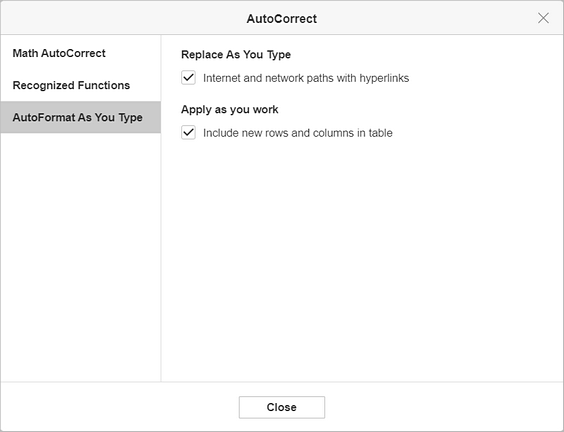 AutoCorrect
Math AutoCorrect
Recognized Functions
AutoFormat As You Type
Replace As You Type
Internet and network paths with hyperlinks
Apply as you work
Include new rows and columns in table
Close